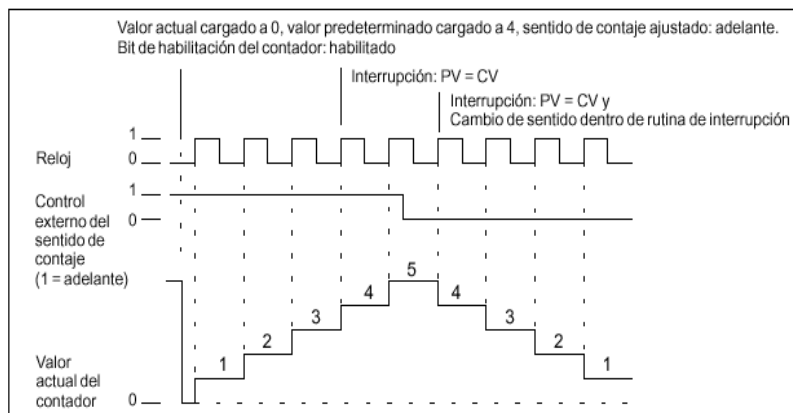 Valor actual cargado a 0, valor predeterminado cargado a 4, sentido de contaje ajustado: adelante.
Bit de habilitación del contador: habilitado
Interrupción: PV = CV
Interrupción: PV = CV y
Cambio de sentido dentro de rutina de interrupción
1
Reloj 0
Control 1
externo del 0
sentido de
contaje
(1 = adelante)
5
4 4
3 3
2 2
1 1
Valor
actual del
contador 0